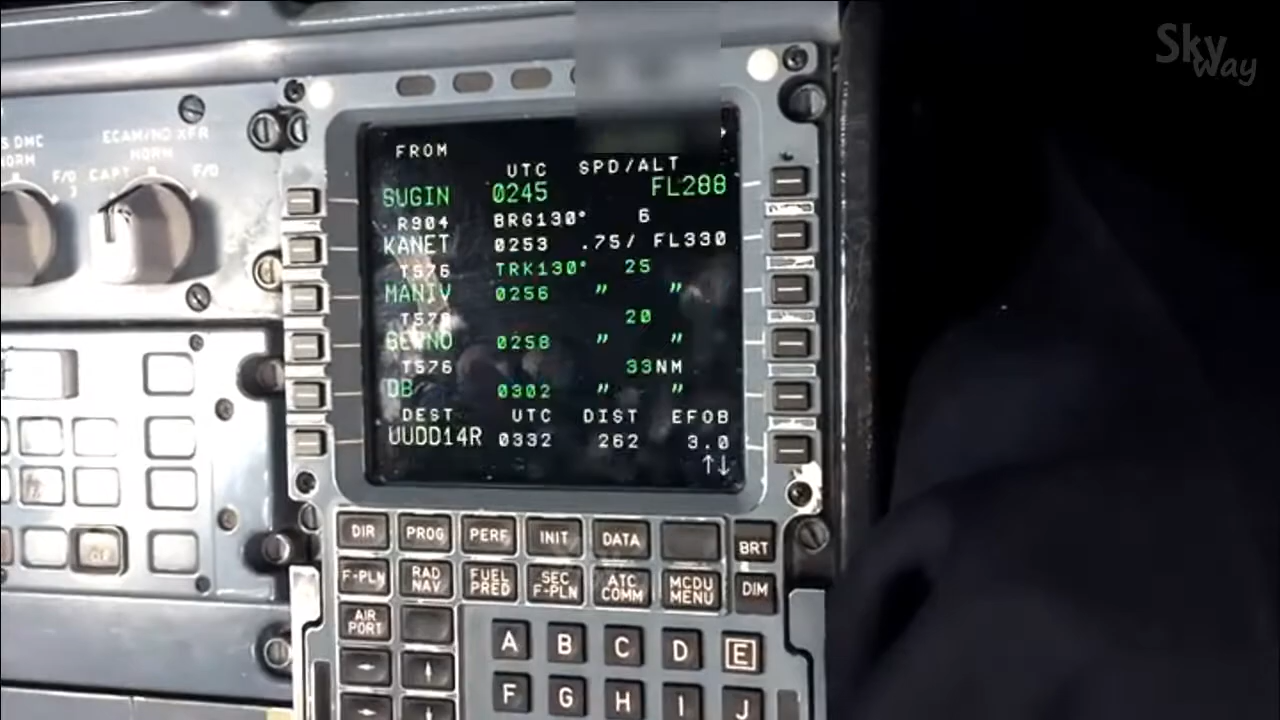 Sky
Way
S DMC
ECAM/ND XFR
NORM
NORM
F/O
CAPT
F/O
3
FROM
UTC SPD/ALT
SUGIN 0245 FL288
R904 BRG130° 6
KANET 0253 .75/ FL330
T576 TRK130° 25
MANIV 0256 " "
20
0258 " "
T576 33NM
DB 0302 " "
DEST UTC DIST EFOB
UUDD14R 0332 262 3.0
↑↓
DIR PROG PERF INIT DATA BRT
F-PLN RAD NAV FUEL PRED SEC F-PLN ATC COMM MCDU MENU DIM
AIR PORT
← ↑
A B C D E
→ ↓
F G H I J